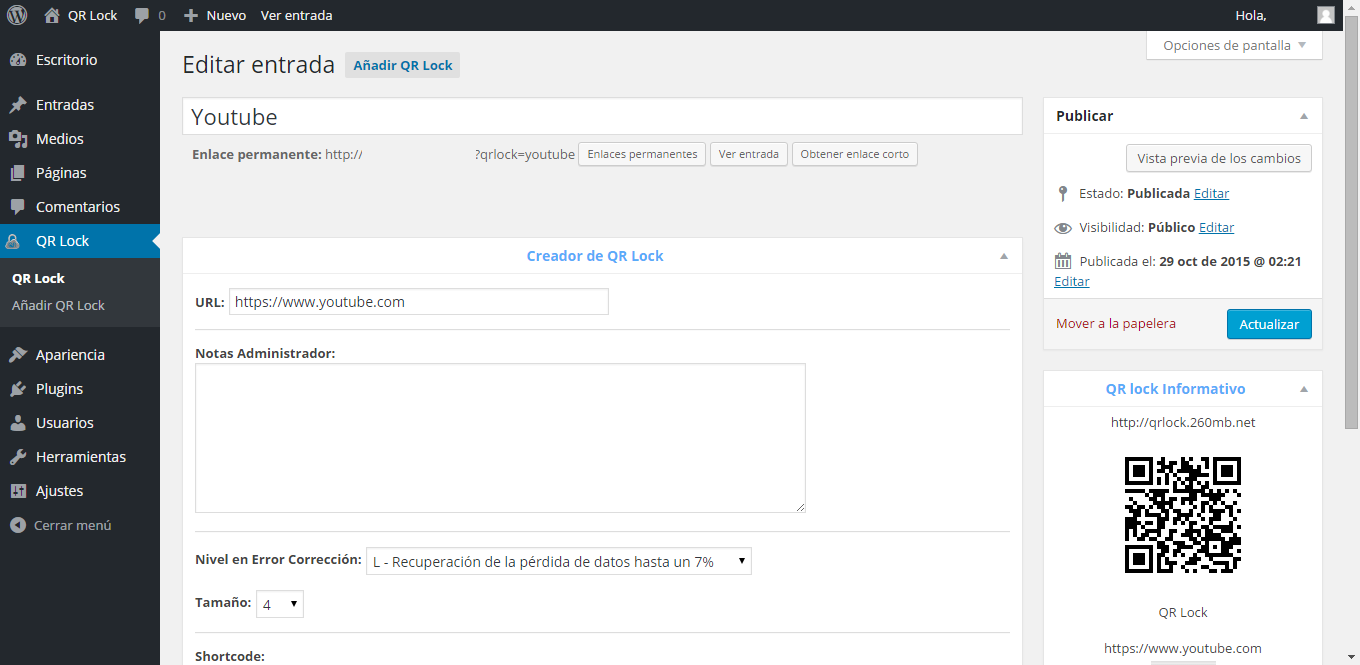 QR Lock 0 Nuevo Ver entrada Hola,
Opciones de pantalla
Escritorio
Entradas
Medios
Páginas
Comentarios
QR Lock
QR Lock
Añadir QR Lock
Apariencia
Plugins
Usuarios
Herramientas
Ajustes
Cerrar menú
Editar entrada Añadir QR Lock
Youtube
Enlace permanente: http:// ?qrlock=youtube Enlaces permanentes Ver entrada Obtener enlace corto
Creador de QR Lock
URL: https://www.youtube.com
Notas Administrador:
Nivel en Error Corrección: L - Recuperación de la pérdida de datos hasta un 7%
Tamaño: 4
Shortcode:
Publicar
Vista previa de los cambios
Estado: Publicada Editar
Visibilidad: Público Editar
Publicada el: 29 oct de 2015 @ 02:21
Editar
Mover a la papelera Actualizar
QR lock Informativo
http://qrlock.260mb.net
QR Lock
https://www.youtube.com